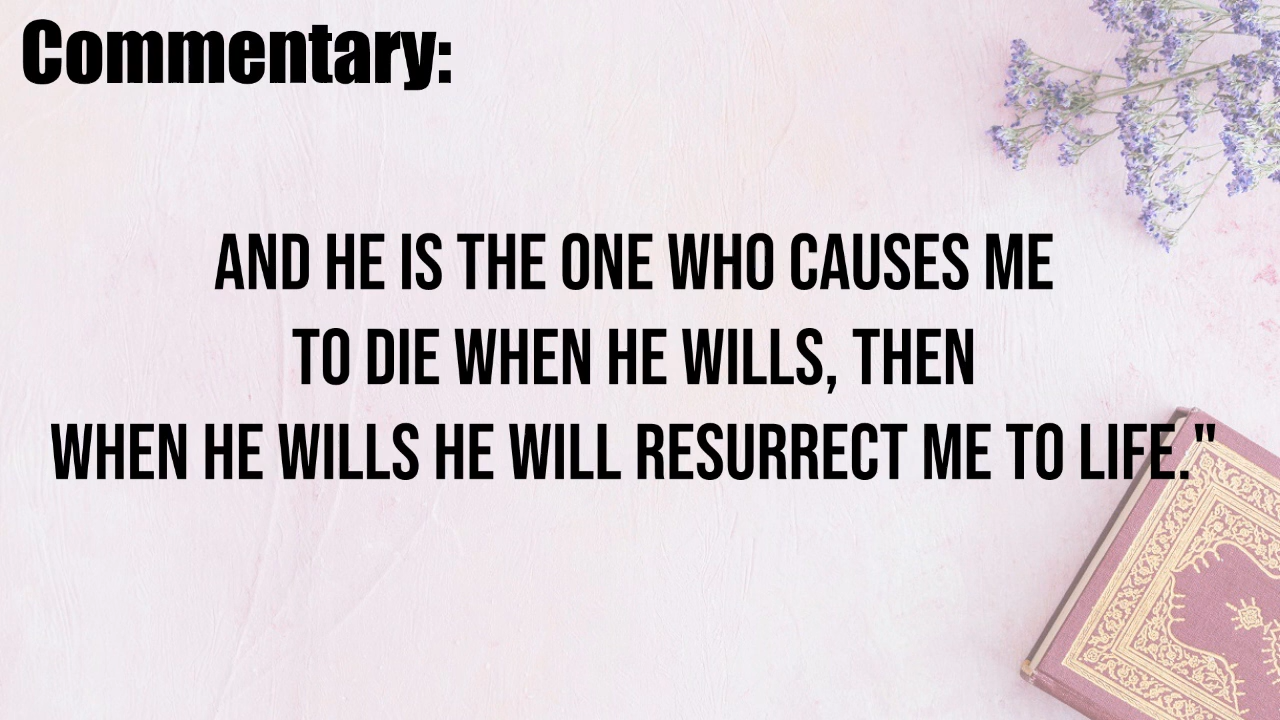 Commentary:
AND HE IS THE ONE WHO CAUSES ME
TO DIE WHEN HE WILLS, THEN
WHEN HE WILLS HE WILL RESURRECT ME TO LIFE."